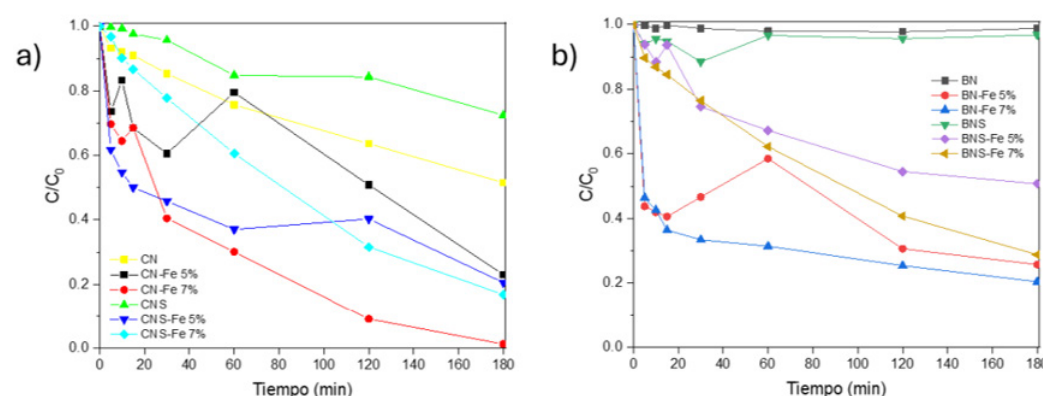 a)
C/C0
1.0
0.8
0.6
0.4
0.2
0.0
CN
CN-Fe 5%
CN-Fe 7%
CNS
CNS-Fe 5%
CNS-Fe 7%
0 20 40 60 80 100 120 140 160 180
Tiempo (min)
b)
C/C0
1.0
0.8
0.6
0.4
0.2
0.0
BN
BN-Fe 5%
BN-Fe 7%
BNS
BNS-Fe 5%
BNS-Fe 7%
0 20 40 60 80 100 120 140 160 180
Tiempo (min)